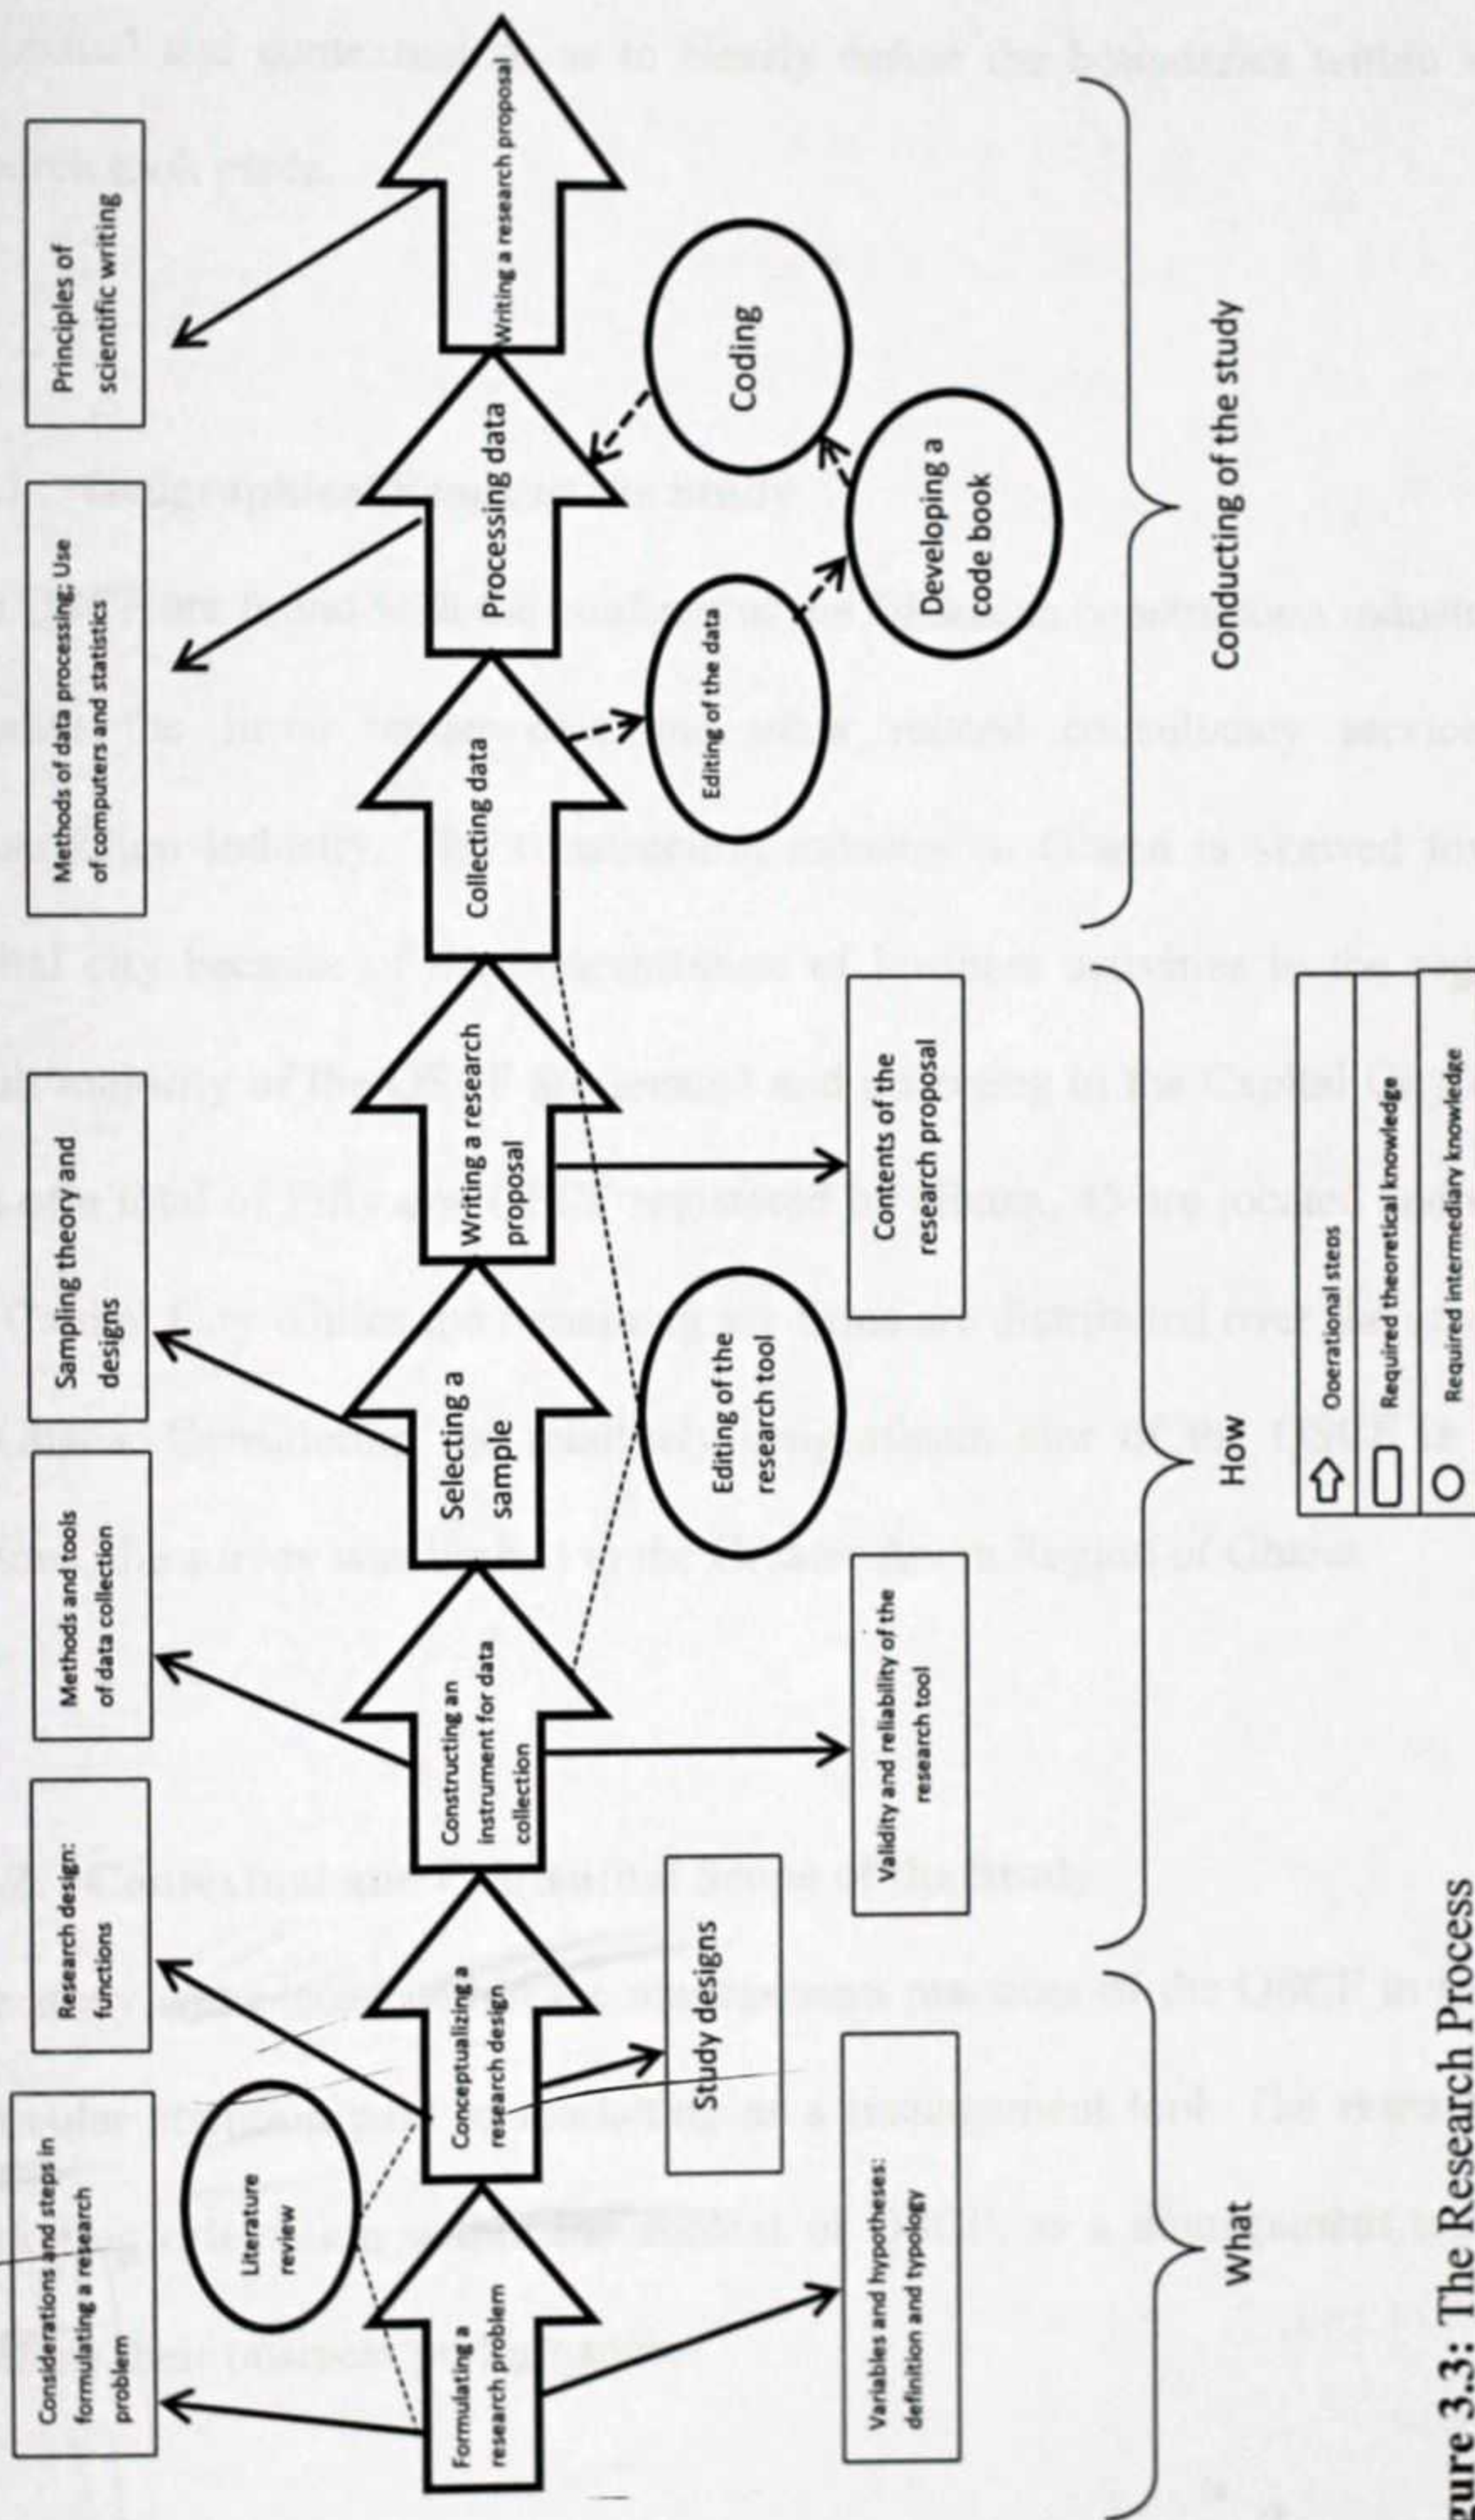 Considerations and steps in
formulating a research
problem
Research design:
functions
Methods and tools
of data collection
Sampling theory and
designs
Methods of data processing; Use
of computers and statistics
Principles of
scientific writing
Literature
review
Formulating a
research problem
Conceptualizing a
research design
Constructing an
instrument for data
collection
Selecting a
sample
Writing a research
proposal
Collecting data
Processing data
Writing a research proposal
Study designs
Editing of the
research tool
Editing of the data
Coding
Variables and hypotheses:
definition and typology
Validity and reliability of the
research tool
Contents of the
research proposal
Developing a
code book
What
How
Conducting of the study
Operational steps
Required theoretical knowledge
Required intermediary knowledge
gure 3.3: The Research Process